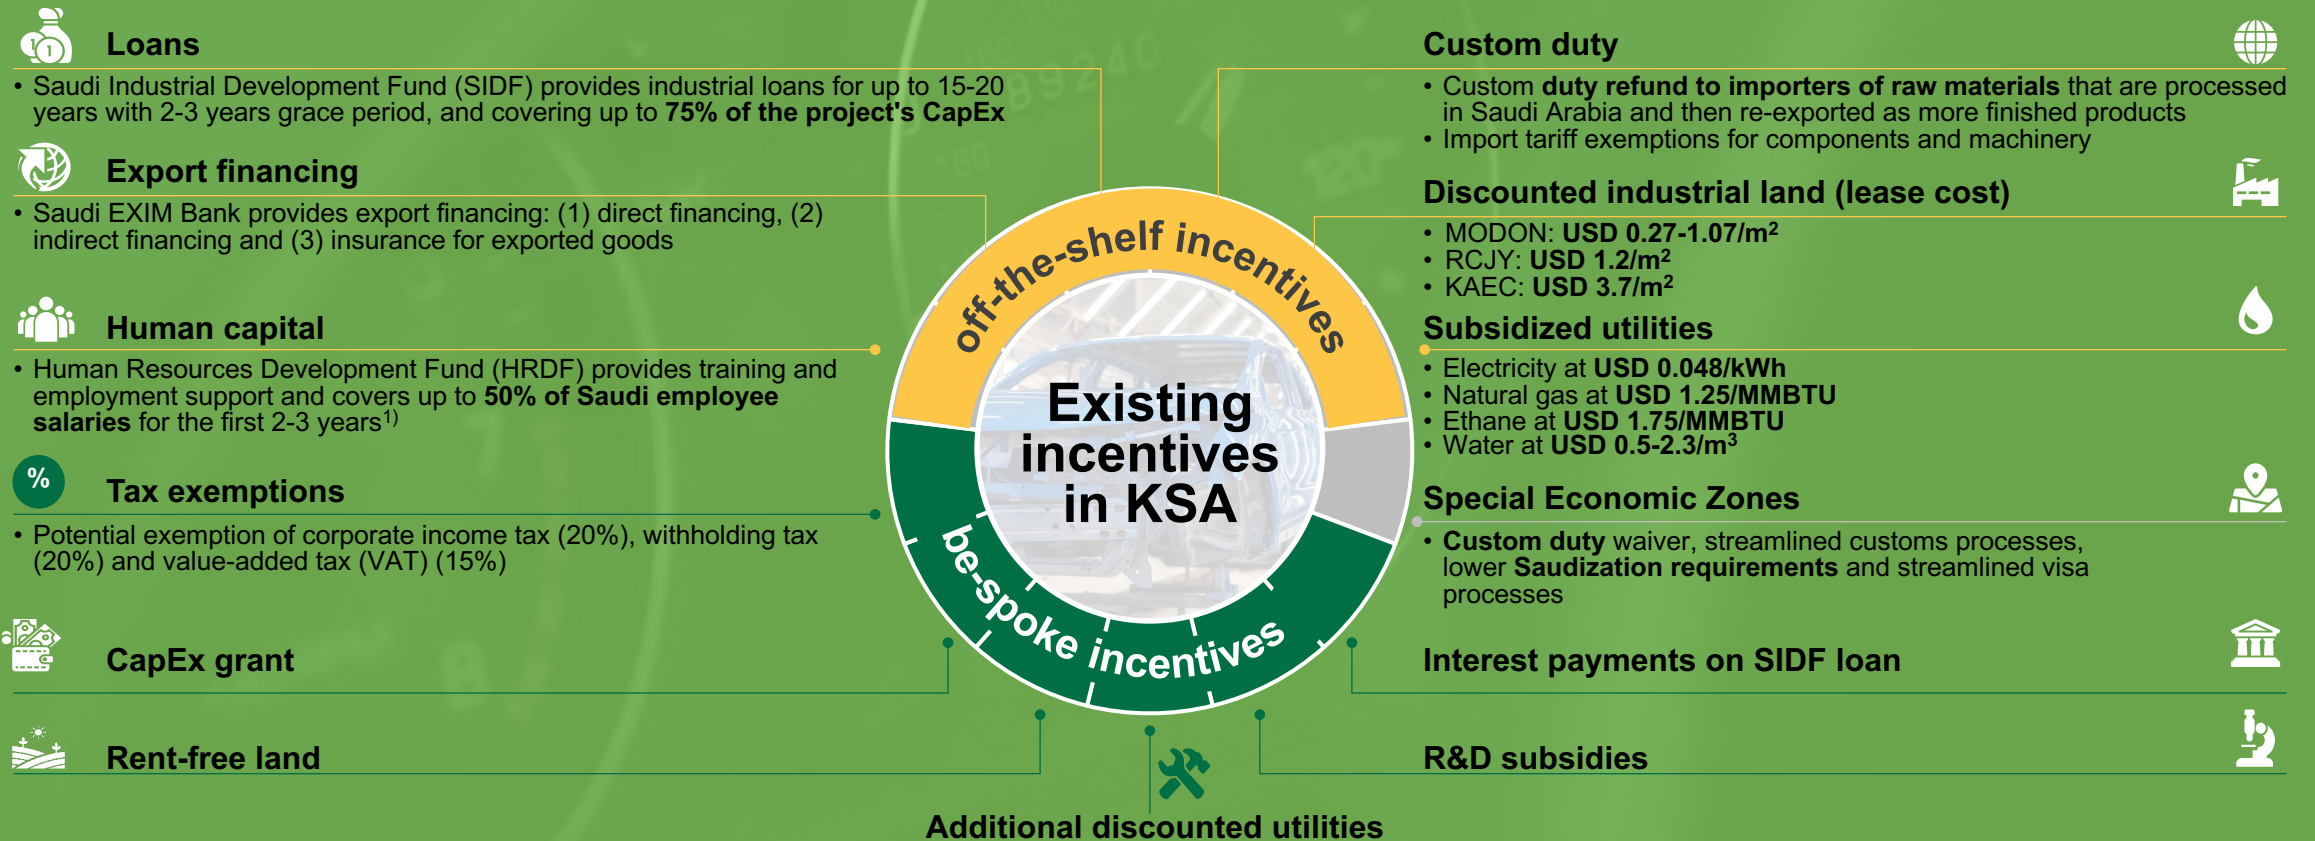 Loans
• Saudi Industrial Development Fund (SIDF) provides industrial loans for up to 15-20
years with 2-3 years grace period, and covering up to 75% of the project's CapEx
Export financing
• Saudi EXIM Bank provides export financing: (1) direct financing, (2)
indirect financing and (3) insurance for exported goods
Human capital
• Human Resources Development Fund (HRDF) provides training and
employment support and covers up to 50% of Saudi employee
salaries for the first 2-3 years1)
%
Tax exemptions
• Potential exemption of corporate income tax (20%), withholding tax
(20%) and value-added tax (VAT) (15%)
CapEx grant
Rent-free land
off-the-shelf incentives
Existing
incentives
in KSA
be-spoke incentives
Additional discounted utilities
Custom duty
• Custom duty refund to importers of raw materials that are processed
in Saudi Arabia and then re-exported as more finished products
• Import tariff exemptions for components and machinery
Discounted industrial land (lease cost)
• MODON: USD 0.27-1.07/m²
• RCJY: USD 1.2/m²
• KAEC: USD 3.7/m²
Subsidized utilities
• Electricity at USD 0.048/kWh
• Natural gas at USD 1.25/MMBTU
• Ethane at USD 1.75/MMBTU
• Water at USD 0.5-2.3/m³
Special Economic Zones
• Custom duty waiver, streamlined customs processes,
lower Saudization requirements and streamlined visa
processes
Interest payments on SIDF loan
R&D subsidies